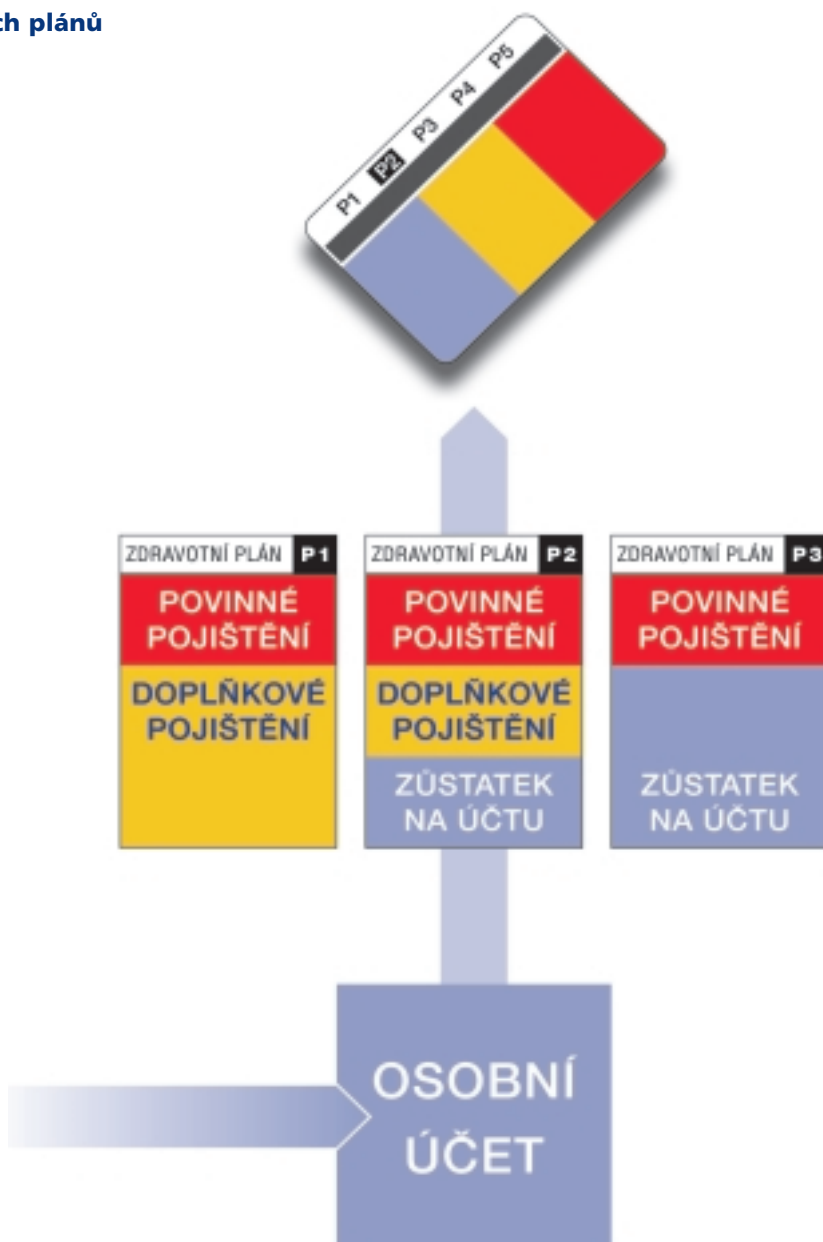 ch plánů
P1 P2 P3 P4 P5
ZDRAVOTNÍ PLÁN P1
POVINNÉ
POJIŠTĚNÍ
DOPLŇKOVÉ
POJIŠTĚNÍ
ZDRAVOTNÍ PLÁN P2
POVINNÉ
POJIŠTĚNÍ
DOPLŇKOVÉ
POJIŠTĚNÍ
ZŮSTATEK
NA ÚČTU
ZDRAVOTNÍ PLÁN P3
POVINNÉ
POJIŠTĚNÍ
ZŮSTATEK
NA ÚČTU
OSOBNÍ
ÚČET